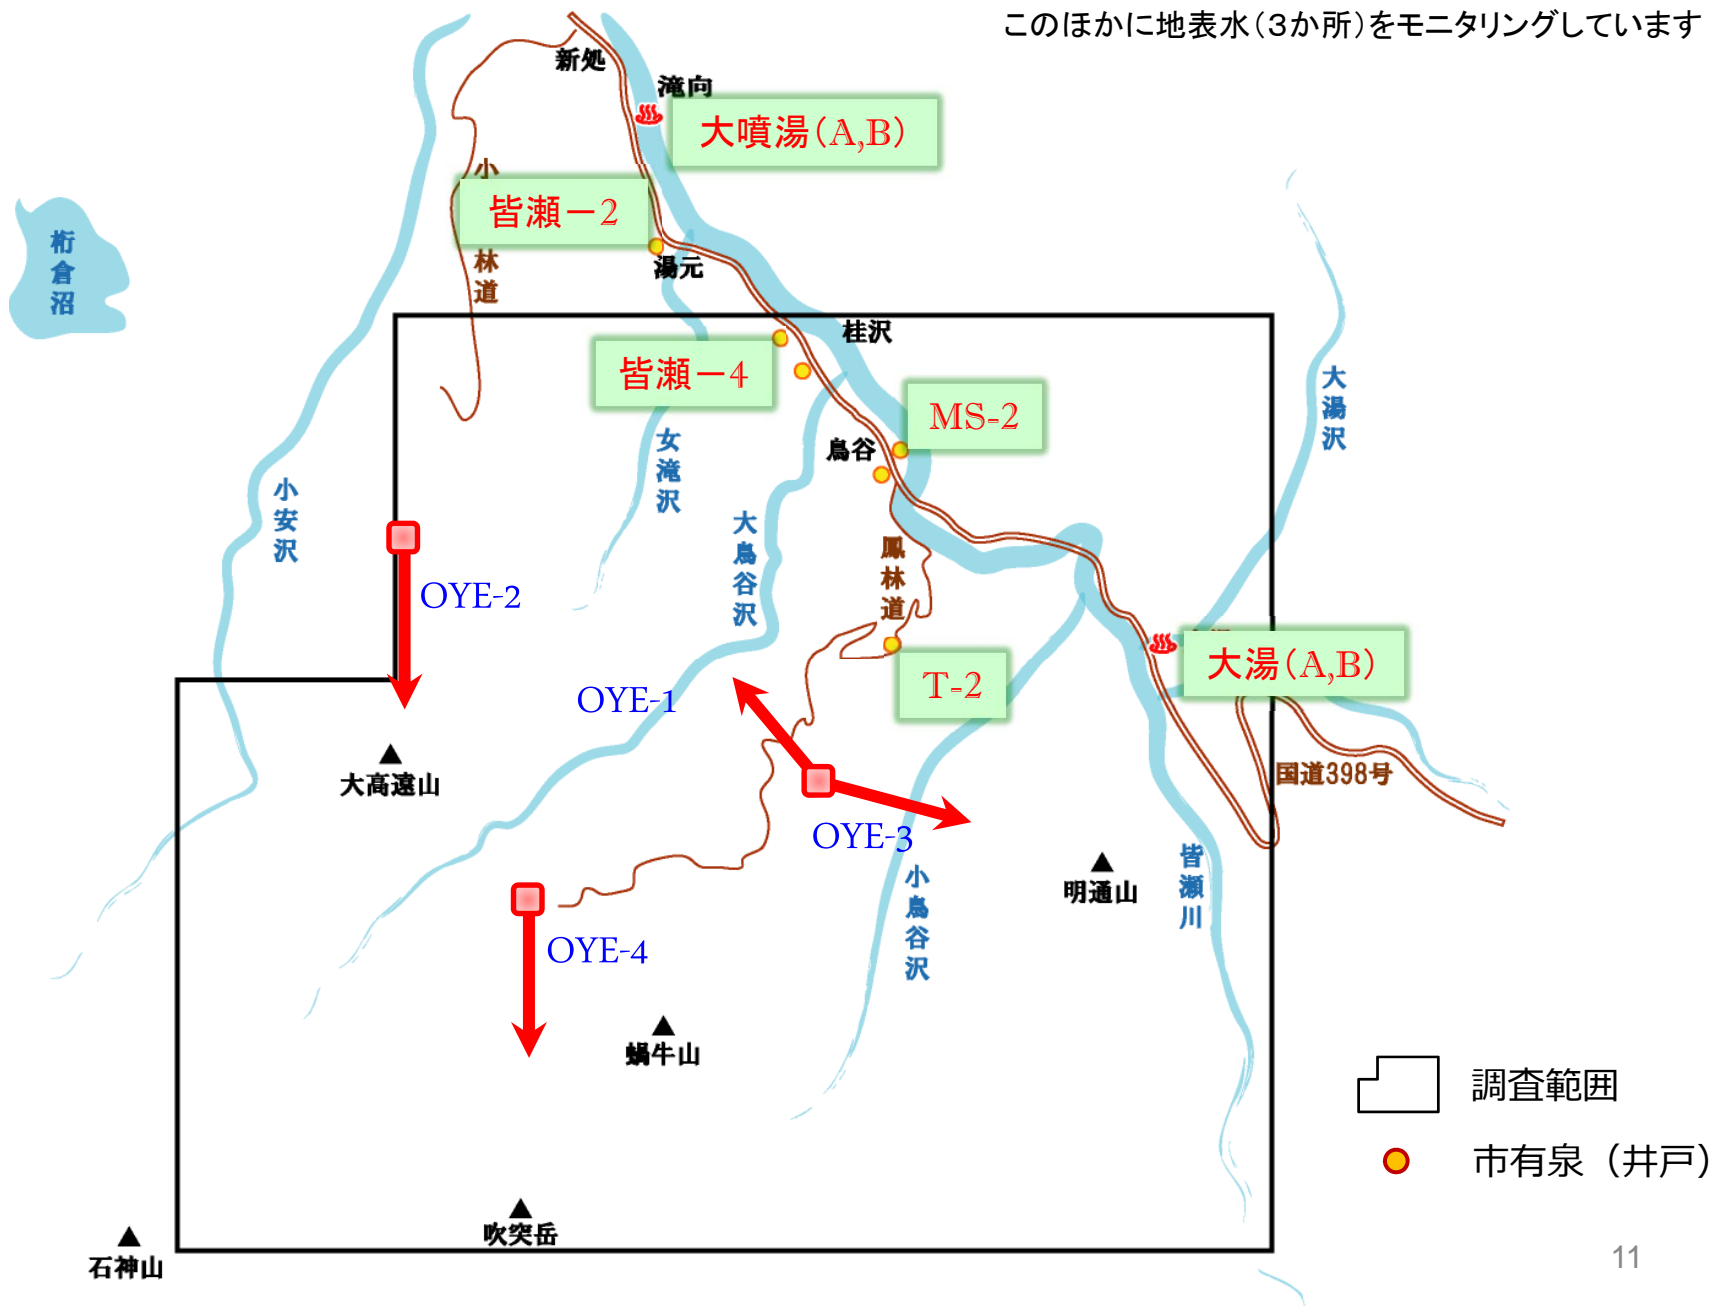 このほかに地表水（３か所）をモニタリングしています
新処
滝向
大噴湯（A,B）
小
皆瀬－2
林道
湯元
桁倉沼
桂沢
皆瀬－4
大湯沢
MS-2
鳥谷
女滝沢
小安沢
大鳥谷沢
鳳林道
OYE-2
大湯（A,B）
T-2
OYE-1
大高遠山
国道398号
OYE-3
明通山
皆瀬川
小鳥谷沢
OYE-4
蝸牛山
調査範囲
市有泉（井戸）
吹突岳
石神山
11